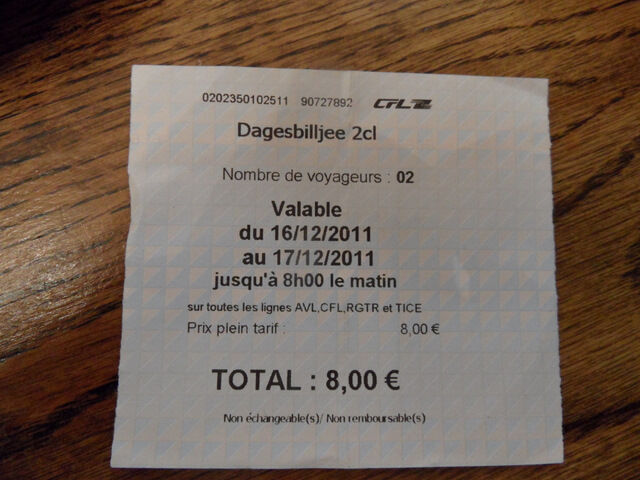 0202350102511 90727892 CFL
Dagesbilljee 2cl
Nombre de voyageurs : 02
Valable
du 16/12/2011
au 17/12/2011
jusqu'à 8h00 le matin
sur toutes les lignes AVL,CFL,RGTR et TICE
Prix plein tarif : 8,00 €
TOTAL : 8,00 €
Non échangeable(s)/ Non remboursable(s)